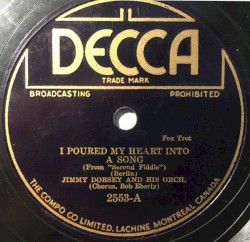 DECCA
TRADE MARK
BROADCASTING PROHIBITED
Fox Trot
I POURED MY HEART INTO
A SONG
(From "Second Fiddle")
(Berlin)
JIMMY DORSEY AND HIS ORCH.
(Chorus, Bob Eberly)
2553-A
THE COMPO CO. LIMITED. LACHINE MONTREAL CANADA